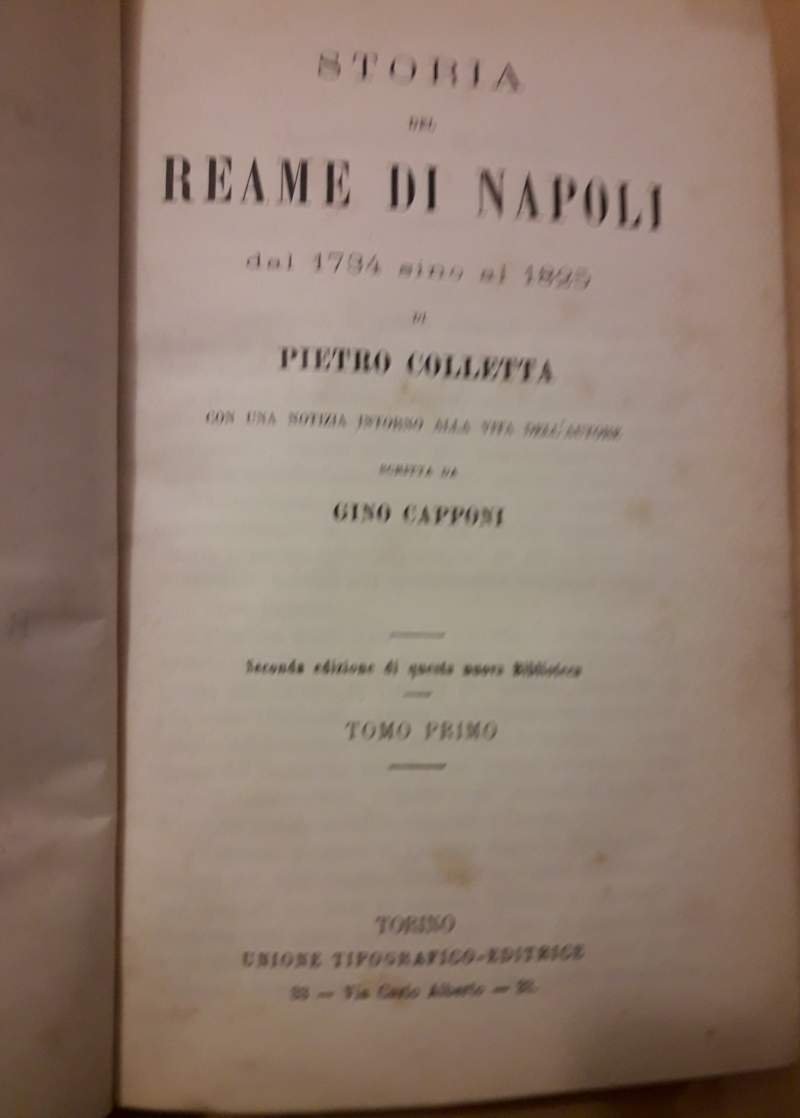 STORIA
DEL
REAME DI NAPOLI
dal 1734 sino al 1825
DI
PIETRO COLLETTA
CON UNA NOTIZIA INTORNO ALLA VITA DELL'AUTORE
SCRITTA DA
GINO CAPPONI
Seconda edizione di questa nuova Biblioteca
TOMO PRIMO
TORINO
UNIONE TIPOGRAFICO-EDITRICE
— Via Carlo Alberto —